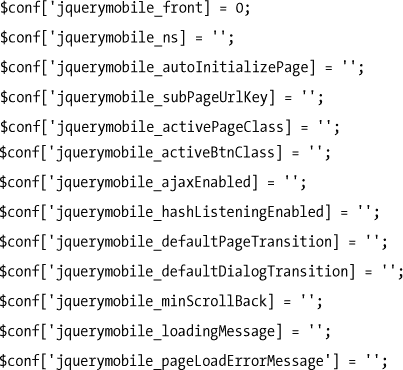 $conf['jquerymobile_front] = 0;
$conf['jquerymobile_ns] = '';
$conf['jquerymobile_autoInitializePage] = '';
$conf['jquerymobile_subPageUrlKey] = '';
$conf['jquerymobile_activePageClass] = '';
$conf['jquerymobile_activeBtnClass] = '';
$conf['jquerymobile_ajaxEnabled] = '';
$conf['jquerymobile_hashListeningEnabled] = '';
$conf['jquerymobile_defaultPageTransition] = '';
$conf['jquerymobile_defaultDialogTransition] = '';
$conf['jquerymobile_minScrollBack] = '';
$conf['jquerymobile_loadingMessage] = '';
$conf['jquerymobile_pageLoadErrorMessage'] = '';